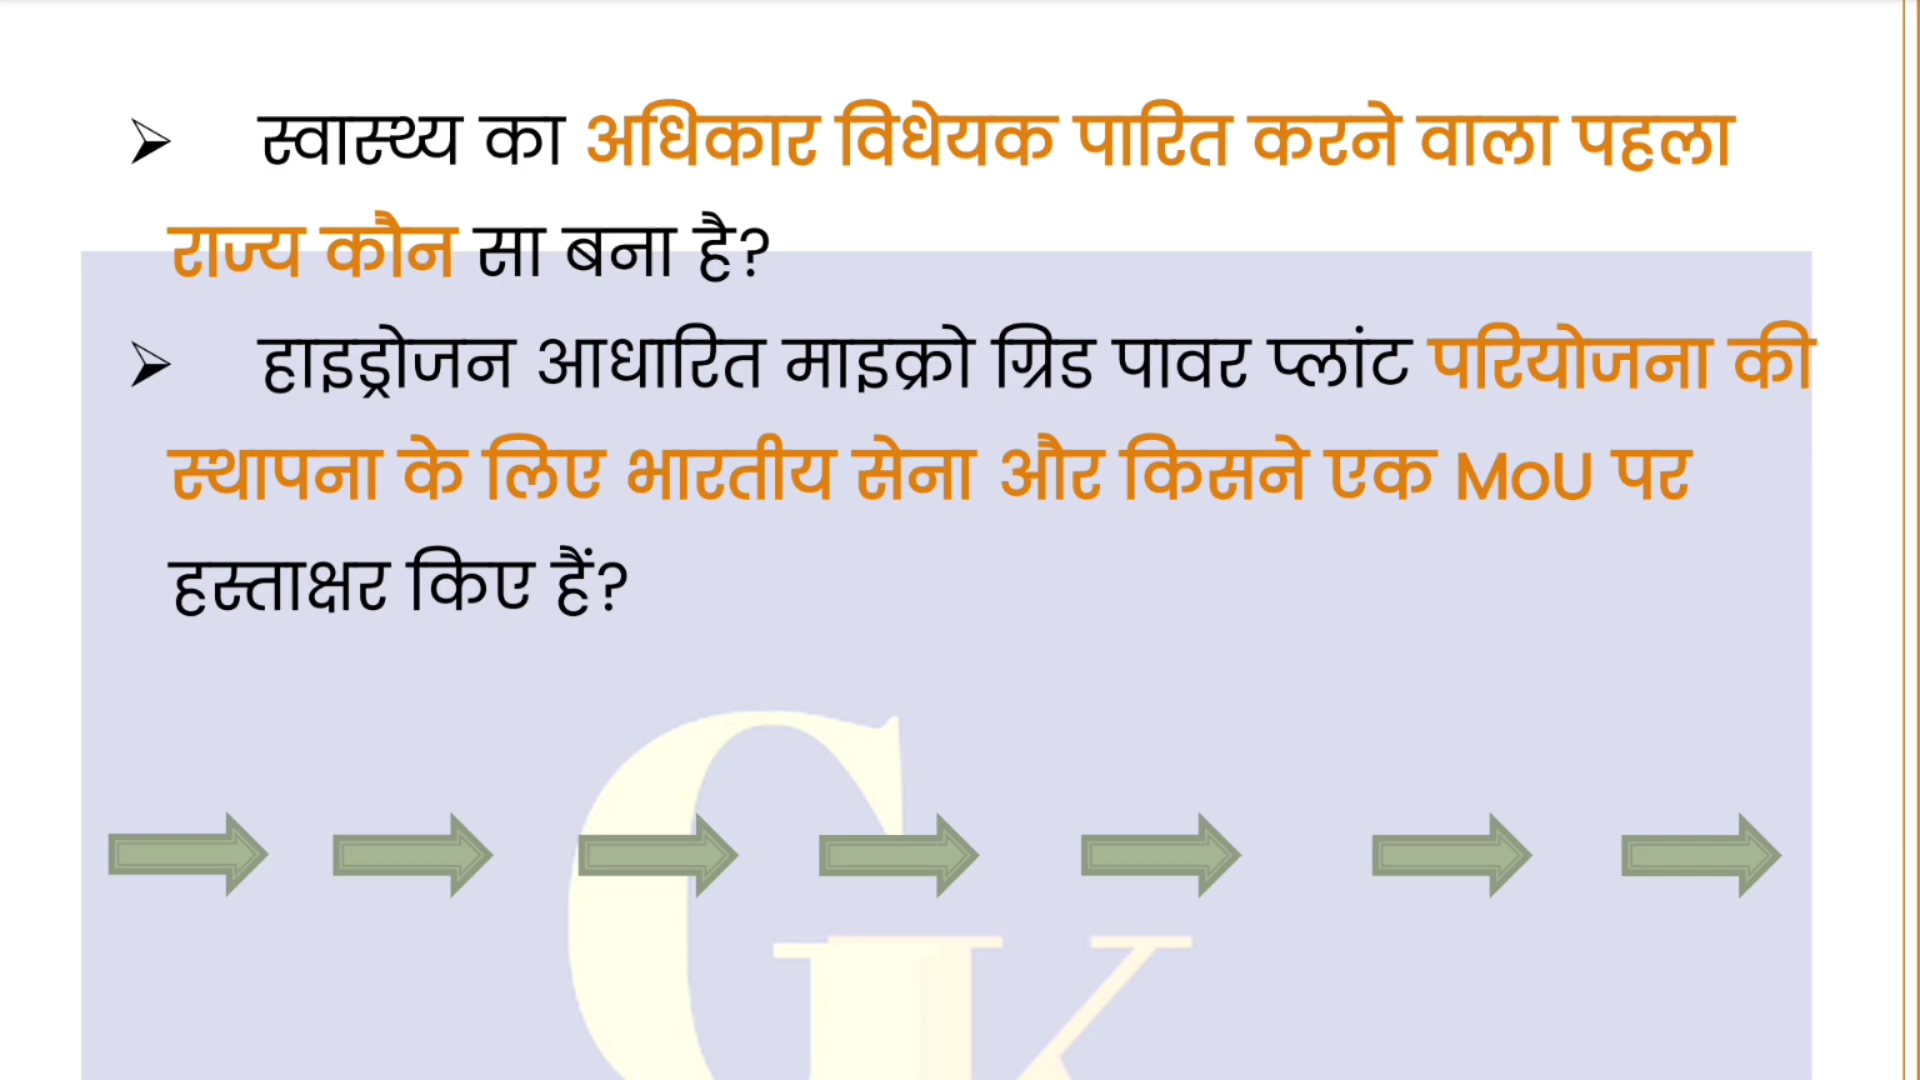 ➢ स्वास्थ्य का अधिकार विधेयक पारित करने वाला पहला
राज्य कौन सा बना है?
➢ हाइड्रोजन आधारित माइक्रो ग्रिड पावर प्लांट परियोजना की
स्थापना के लिए भारतीय सेना और किसने एक MoU पर
हस्ताक्षर किए हैं?
GK